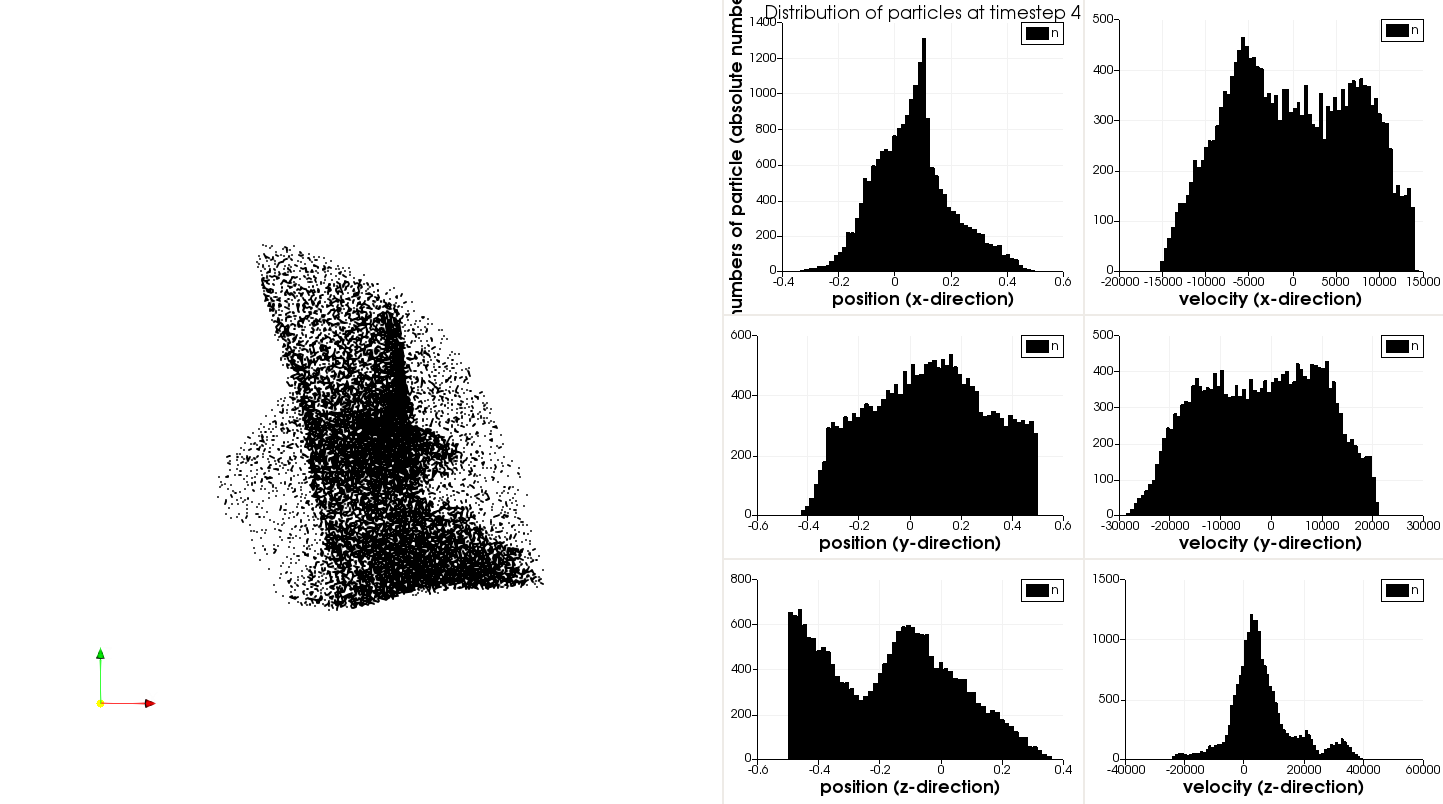 Distribution of particles at timestep 4
numbers of particle (absolute numbe
1400
1200
1000
800
600
400
200
0
-0.4 -0.2 0 0.2 0.4 0.6
position (x-direction)
n
500
400
300
200
100
0
-20000 -15000 -10000 -5000 0 5000 10000 15000
velocity (x-direction)
n
600
400
200
0
-0.6 -0.4 -0.2 0 0.2 0.4 0.6
position (y-direction)
n
500
400
300
200
100
0
-30000 -20000 -10000 0 10000 20000 30000
velocity (y-direction)
n
800
600
400
200
0
-0.6 -0.4 -0.2 0 0.2 0.4
position (z-direction)
n
1500
1000
500
0
-40000 -20000 0 20000 40000 60000
velocity (z-direction)
n